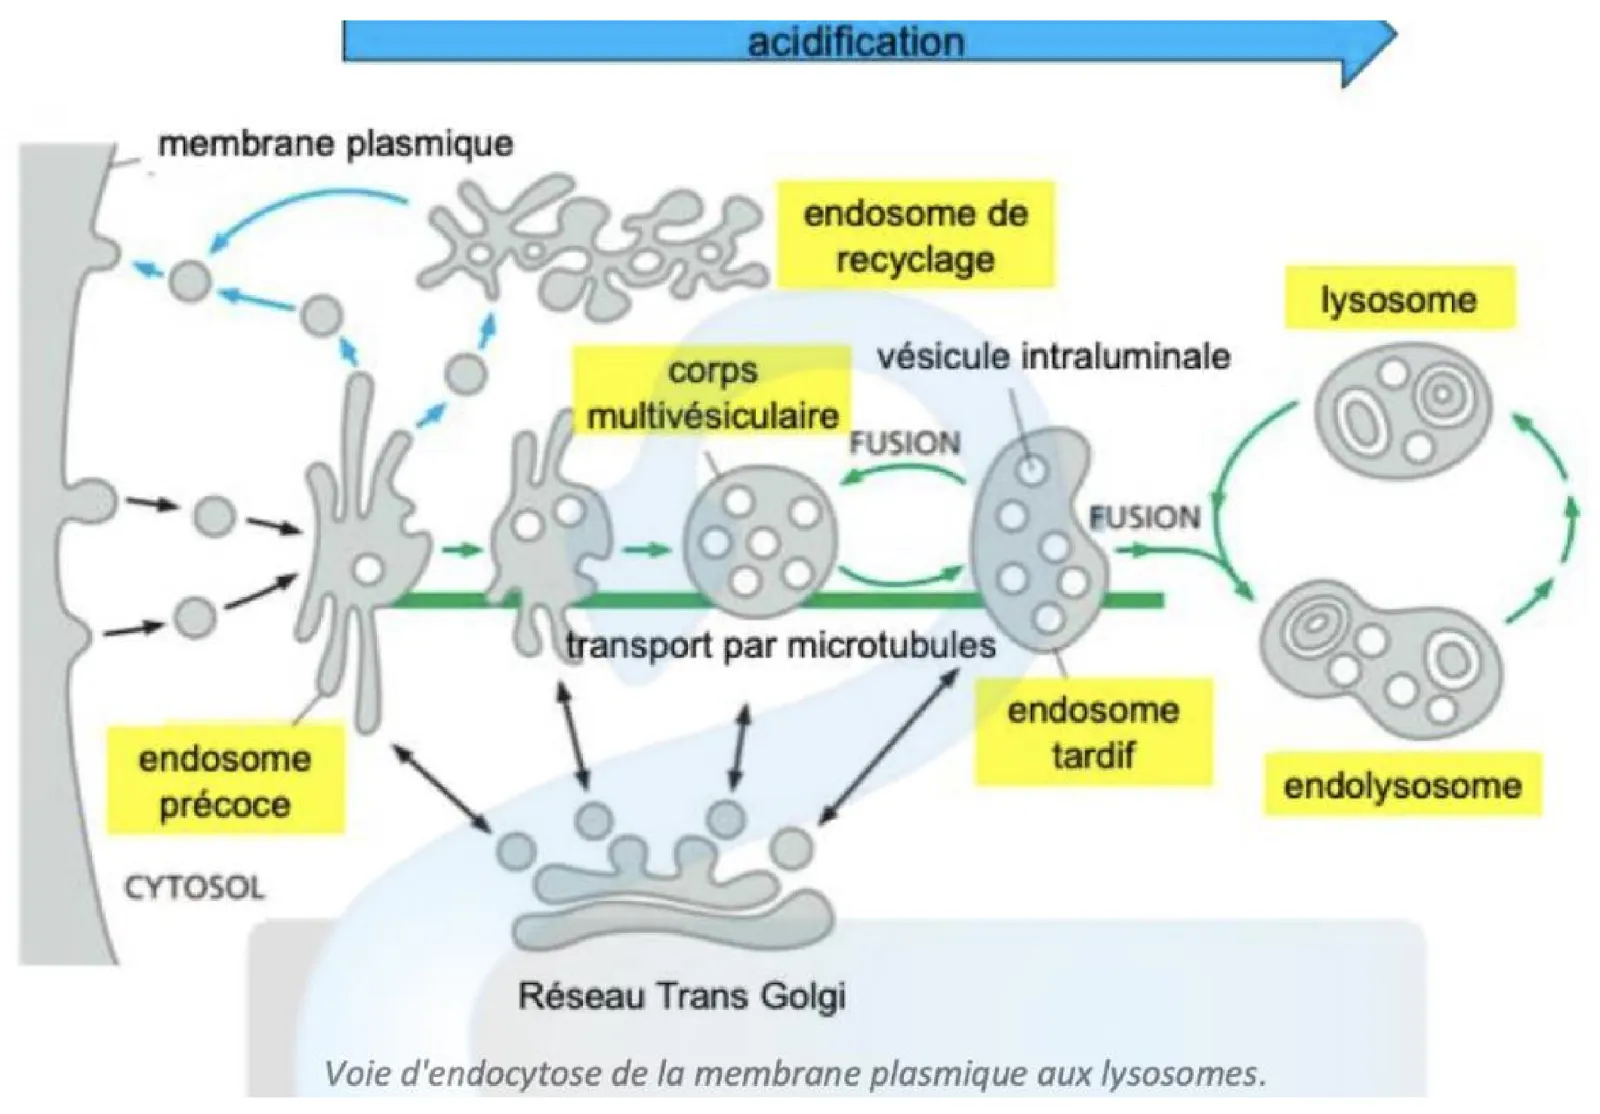 acidification
membrane plasmique
endosome de
recyclage
lysosome
corps
multivésiculaire
vésicule intraluminale
FUSION
FUSION
transport par microtubules
endosome
tardif
endosome
précoce
endolysosome
CYTOSOL
Réseau Trans Golgi
Voie d'endocytose de la membrane plasmique aux lysosomes.